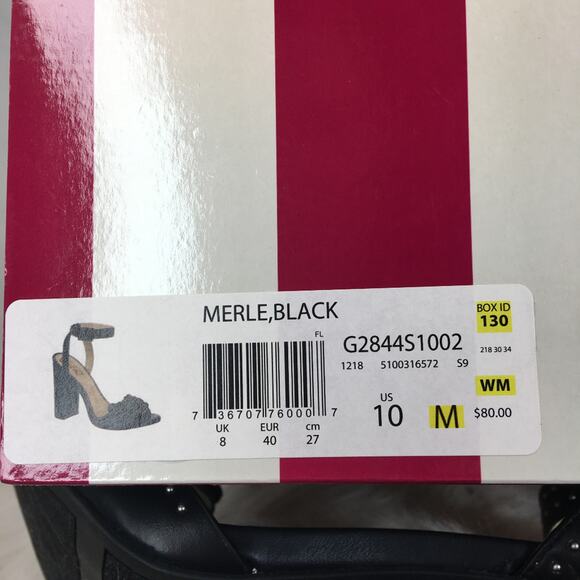 MERLE,BLACK
FL
7 36707 76000 7
UK EUR cm
8 40 27
G2844S1002
1218 5100316572 S9
US
10 M
BOX ID
130
218 30 34
WM
$80.00